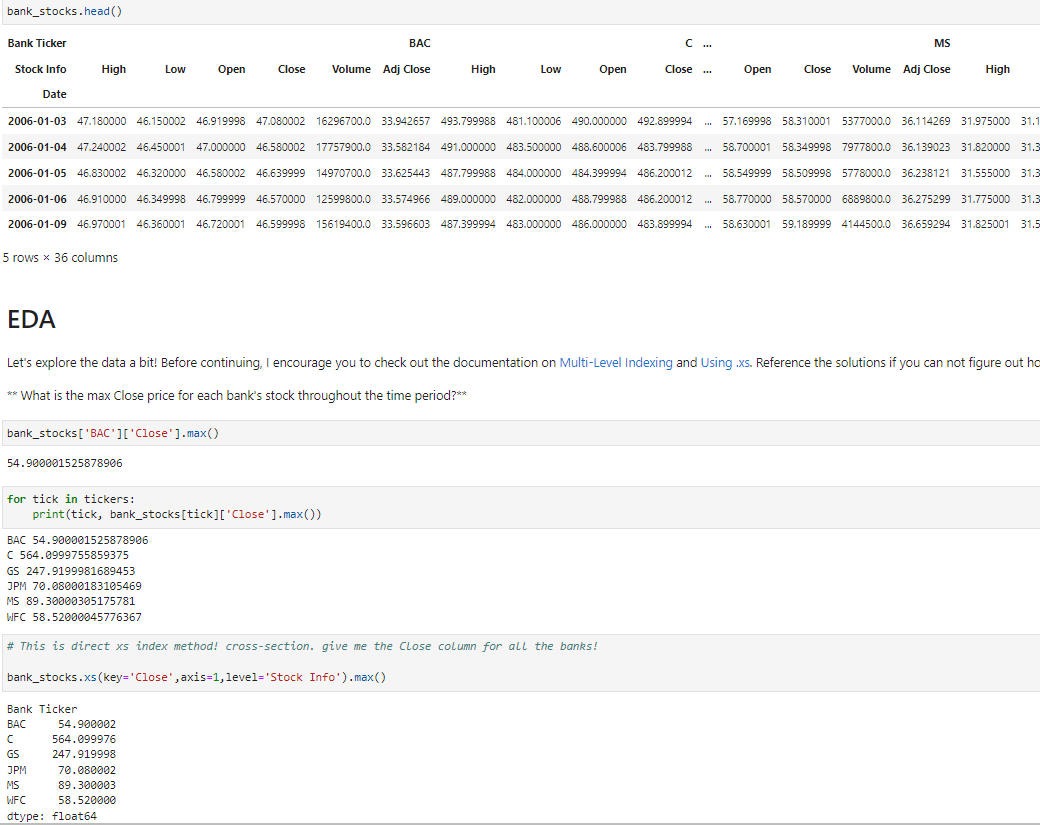 bank_stocks.head()
Bank Ticker BAC C ... MS
Stock Info High Low Open Close Volume Adj Close High Low Open Close ... Open Close Volume Adj Close High
Date
2006-01-03 47.180000 46.150002 46.919998 47.080002 16296700.0 33.942657 493.799988 481.100006 490.000000 492.899994 ... 57.169998 58.310001 5377000.0 36.114269 31.975000 31.1
2006-01-04 47.240002 46.450001 47.000000 46.580002 17757900.0 33.582184 491.000000 483.500000 488.600006 483.799988 ... 58.700001 58.349998 7977800.0 36.139023 31.820000 31.3
2006-01-05 46.830002 46.320000 46.580002 46.639999 14970700.0 33.625443 487.799988 484.000000 484.399994 486.200012 ... 58.549999 58.509998 5778000.0 36.238121 31.555000 31.3
2006-01-06 46.910000 46.349998 46.799999 46.570000 12599800.0 33.574966 489.000000 482.000000 488.799988 486.200012 ... 58.770000 58.570000 6889800.0 36.275299 31.775000 31.3
2006-01-09 46.970001 46.360001 46.720001 46.599998 15619400.0 33.596603 487.399994 483.000000 486.000000 483.899994 ... 58.630001 59.189999 4144500.0 36.659294 31.825001 31.5
5 rows × 36 columns
EDA
Let's explore the data a bit! Before continuing, I encourage you to check out the documentation on Multi-Level Indexing and Using .xs. Reference the solutions if you can not figure out ho
** What is the max Close price for each bank's stock throughout the time period?**
bank_stocks['BAC']['Close'].max()
54.900001525878906
for tick in tickers:
print(tick, bank_stocks[tick]['Close'].max())
BAC 54.900001525878906
C 564.0999755859375
GS 247.9199981689453
JPM 70.08000183105469
MS 89.30000305175781
WFC 58.52000045776367
# This is direct xs index method! cross-section. give me the Close column for all the banks!
bank_stocks.xs(key='Close',axis=1,level='Stock Info').max()
Bank Ticker
BAC 54.900002
C 564.099976
GS 247.919998
JPM 70.080002
MS 89.300003
WFC 58.520000
dtype: float64